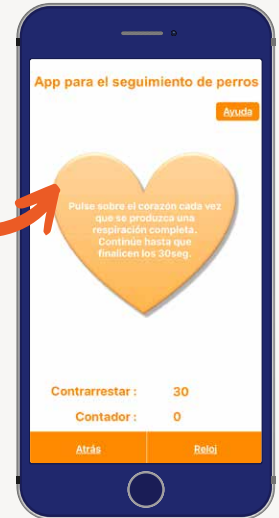 App para el seguimiento de perros
Ayuda
Pulse sobre el corazón cada vez
que se produzca una
respiración completa.
Continúe hasta que
finalicen los 30seg.
Contrarrestar : 30
Contador : 0
Atrás Reloj